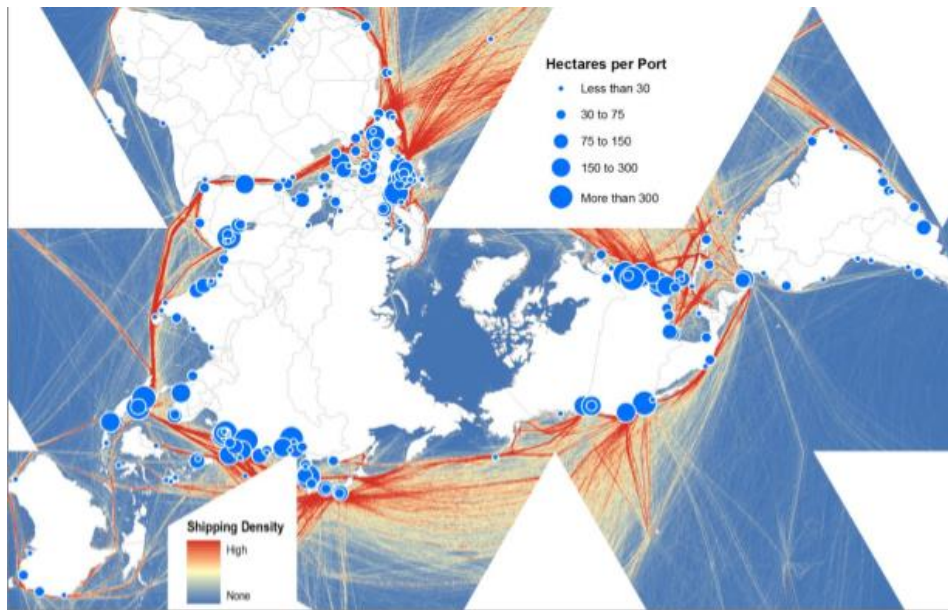 Hectares per Port
Less than 30
30 to 75
75 to 150
150 to 300
More than 300
Shipping Density
High
None